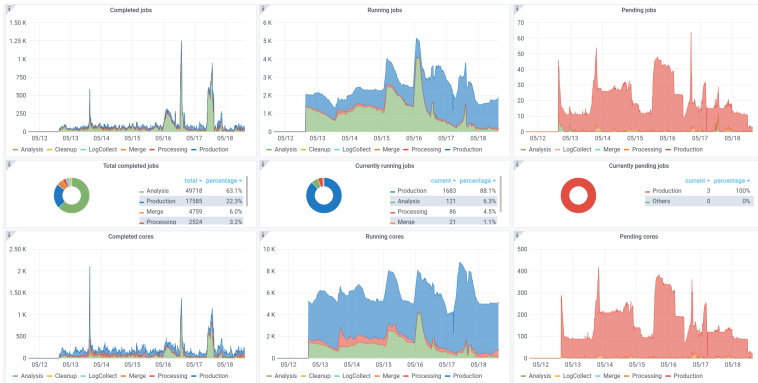 Completed jobs
1.50 K
1.25 K
1 K
750
500
250
0
05/12 05/13 05/14 05/15 05/16 05/17 05/18
Analysis Cleanup LogCollect Merge Processing Production
Running jobs
6 K
5 K
4 K
3 K
2 K
1 K
0
05/12 05/13 05/14 05/15 05/16 05/17 05/18
Analysis Cleanup LogCollect Merge Processing Production
Pending jobs
70
60
50
40
30
20
10
0
05/12 05/13 05/14 05/15 05/16 05/17 05/18
Analysis Cleanup LogCollect Merge Processing Production
Total completed jobs
total percentage
Analysis 49718 63.1%
Production 17585 22.3%
Merge 4759 6.0%
Processing 2524 3.2%
Currently running jobs
current percentage
Production 1683 88.1%
Analysis 121 6.3%
Processing 86 4.5%
Merge 21 1.1%
Currently pending jobs
current percentage
Production 3 100%
Others 0 0%
Completed cores
2.50 K
2 K
1.50 K
1 K
500
0
05/12 05/13 05/14 05/15 05/16 05/17 05/18
Analysis Cleanup LogCollect Merge Processing Production
Running cores
10 K
8 K
6 K
4 K
2 K
0
05/12 05/13 05/14 05/15 05/16 05/17 05/18
Analysis Cleanup LogCollect Merge Processing Production
Pending cores
500
400
300
200
100
0
05/12 05/13 05/14 05/15 05/16 05/17 05/18
Analysis Cleanup LogCollect Merge Processing Production